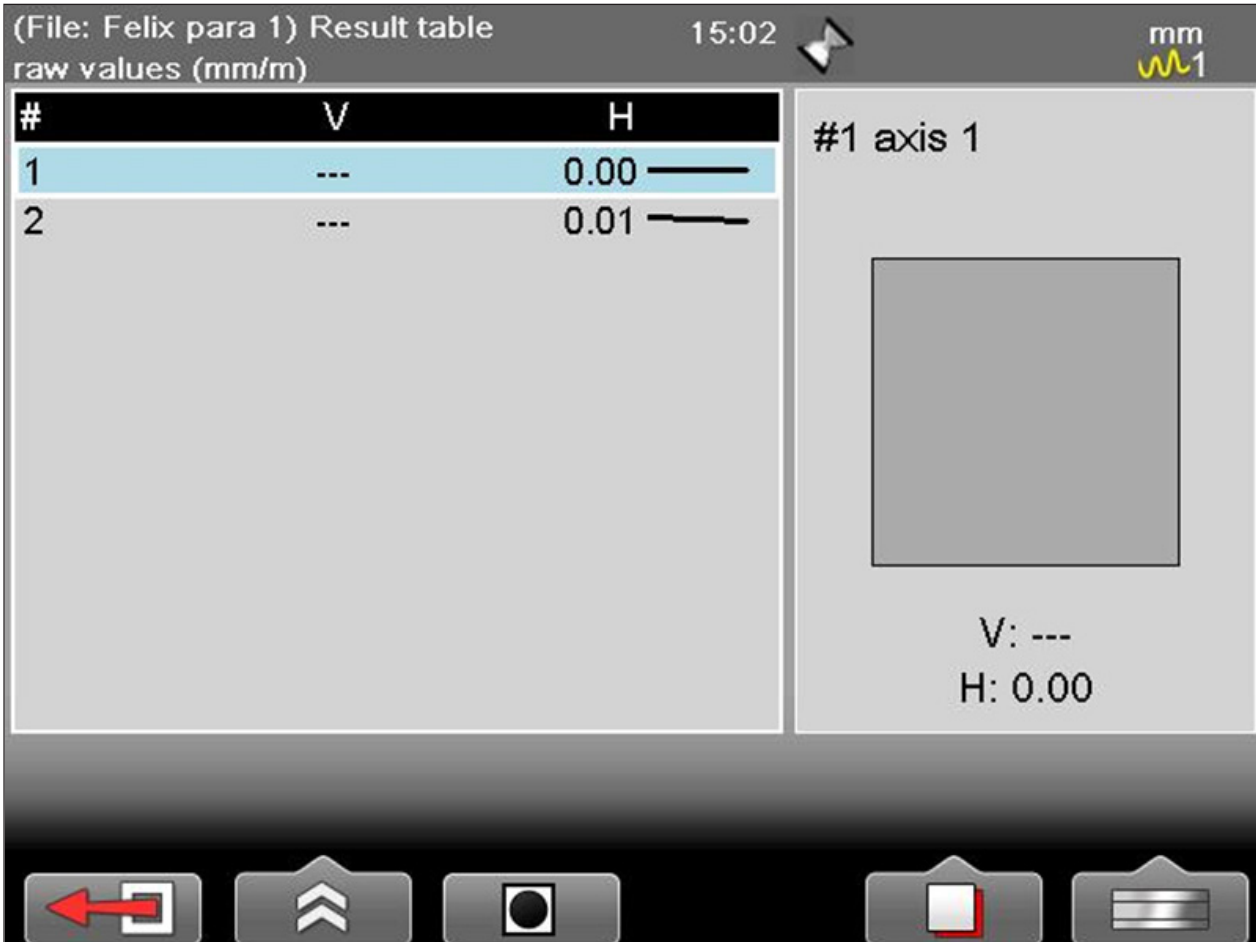 (File: Felix para 1) Result table 15:02 mm
raw values (mm/m) 1
# V H
1 --- 0.00
2 --- 0.01
#1 axis 1
V: ---
H: 0.00